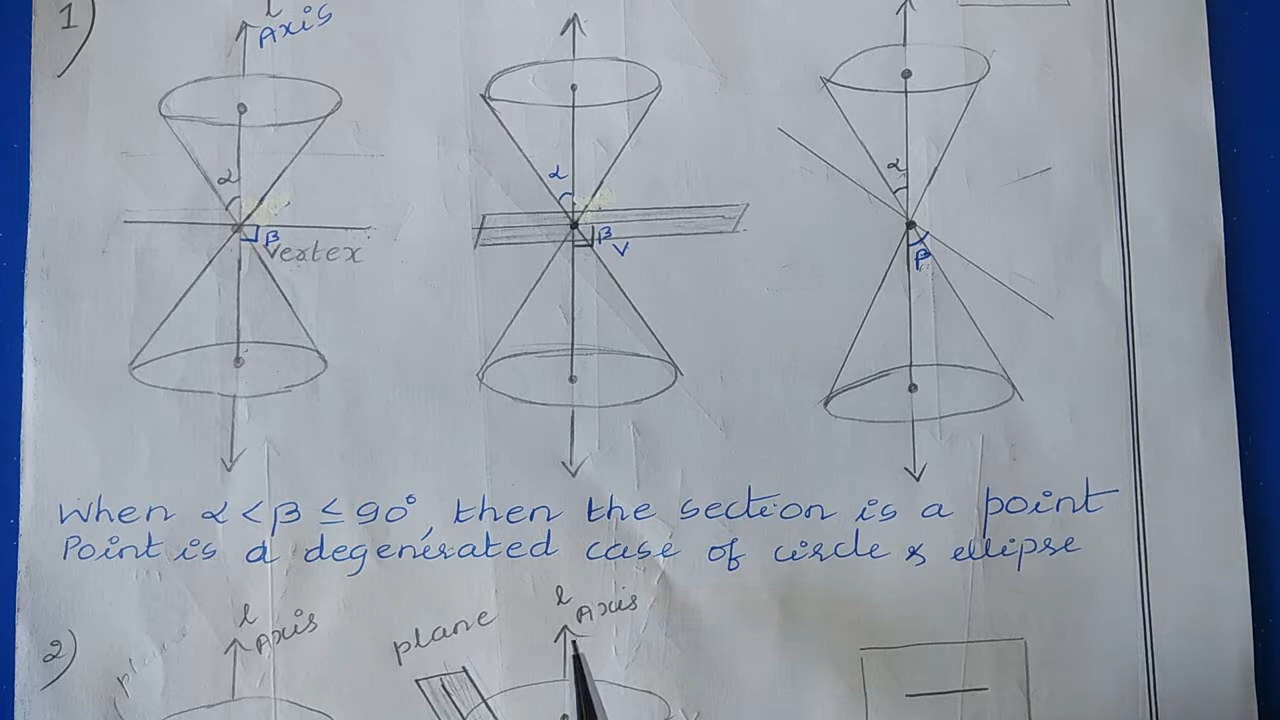 1)
l
Axis
α
β
Vertex
α
β
V
α
β
When α < β ≤ 90°, then the section is a point
Point is a degenerated case of circle & ellipse
2)
l
Axis
plane
l
Axis